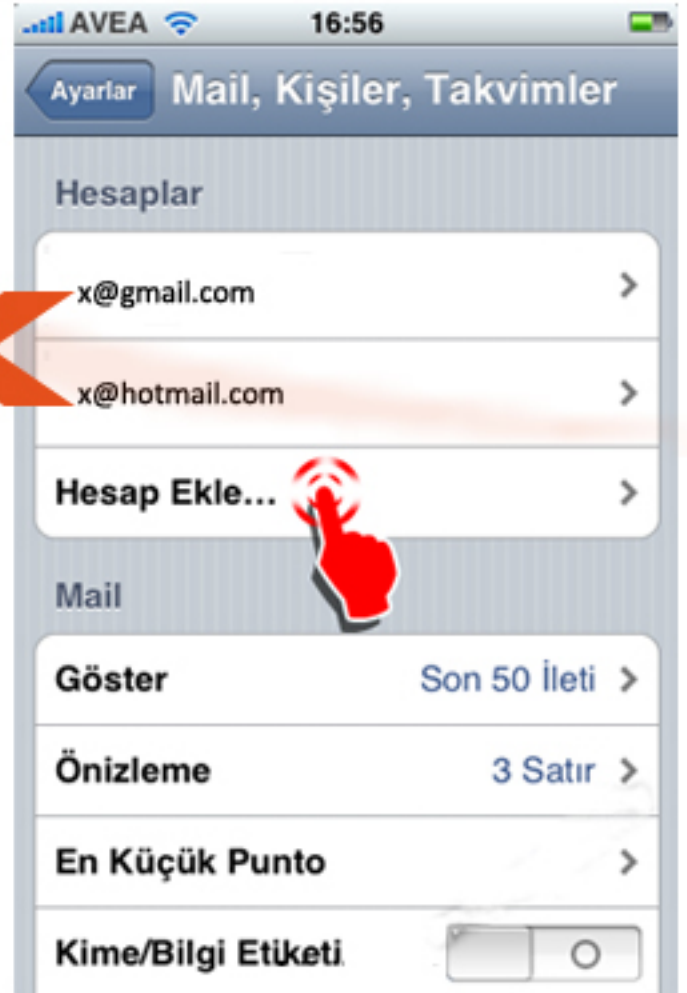 AVEA 16:56
Ayarlar Mail, Kişiler, Takvimler
Hesaplar
x@gmail.com
x@hotmail.com
Hesap Ekle...
Mail
Göster Son 50 İleti
Önizleme 3 Satır
En Küçük Punto
Kime/Bilgi Etiketi